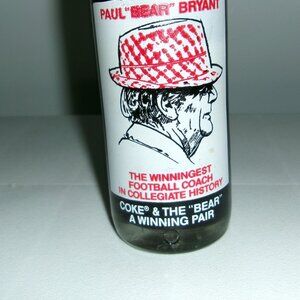 PAUL "BEAR" BRYANT
THE WINNINGEST
FOOTBALL COACH
IN COLLEGIATE HISTORY
COKE® & THE "BEAR"
A WINNING PAIR